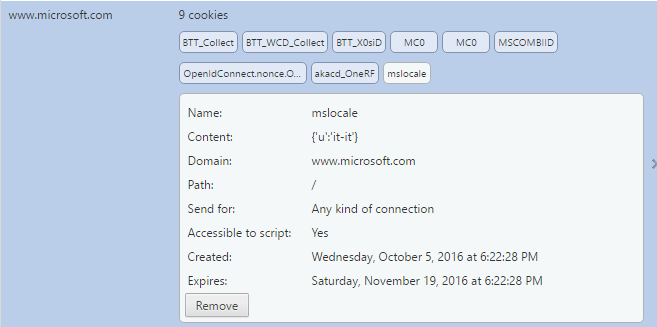 www.microsoft.com 9 cookies
BTT_Collect BTT_WCD_Collect BTT_X0siD MC0 MC0 MSCOMBIID
OpenIdConnect.nonce.O... akacd_OneRF mslocale
Name: mslocale
Content: {'u':'it-it'}
Domain: www.microsoft.com
Path: /
Send for: Any kind of connection
Accessible to script: Yes
Created: Wednesday, October 5, 2016 at 6:22:28 PM
Expires: Saturday, November 19, 2016 at 6:22:28 PM
Remove